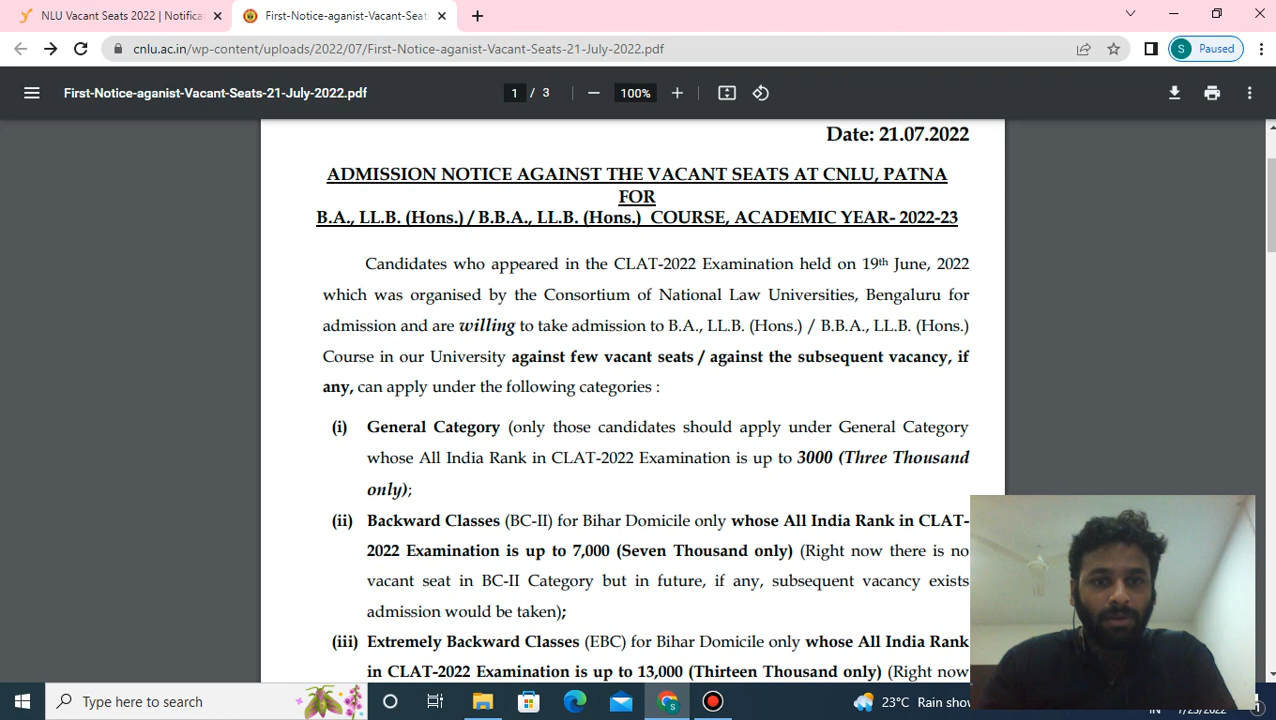 NLU Vacant Seats 2022 | Notificat
First-Notice-aganist-Vacant-Seats
cnlu.ac.in/wp-content/uploads/2022/07/First-Notice-aganist-Vacant-Seats-21-July-2022.pdf
S Paused
First-Notice-aganist-Vacant-Seats-21-July-2022.pdf
1 / 3
100%
Date: 21.07.2022
ADMISSION NOTICE AGAINST THE VACANT SEATS AT CNLU, PATNA
FOR
B.A., LL.B. (Hons.) / B.B.A., LL.B. (Hons.) COURSE, ACADEMIC YEAR- 2022-23
Candidates who appeared in the CLAT-2022 Examination held on 19th June, 2022
which was organised by the Consortium of National Law Universities, Bengaluru for
admission and are willing to take admission to B.A., LL.B. (Hons.) / B.B.A., LL.B. (Hons.)
Course in our University against few vacant seats / against the subsequent vacancy, if
any, can apply under the following categories :
(i) General Category (only those candidates should apply under General Category
whose All India Rank in CLAT-2022 Examination is up to 3000 (Three Thousand
only);
(ii) Backward Classes (BC-II) for Bihar Domicile only whose All India Rank in CLAT-
2022 Examination is up to 7,000 (Seven Thousand only) (Right now there is no
vacant seat in BC-II Category but in future, if any, subsequent vacancy exists
admission would be taken);
(iii) Extremely Backward Classes (EBC) for Bihar Domicile only whose All India Rank
in CLAT-2022 Examination is up to 13,000 (Thirteen Thousand only) (Right now
Type here to search
23°C Rain show
IN 7/23/2022